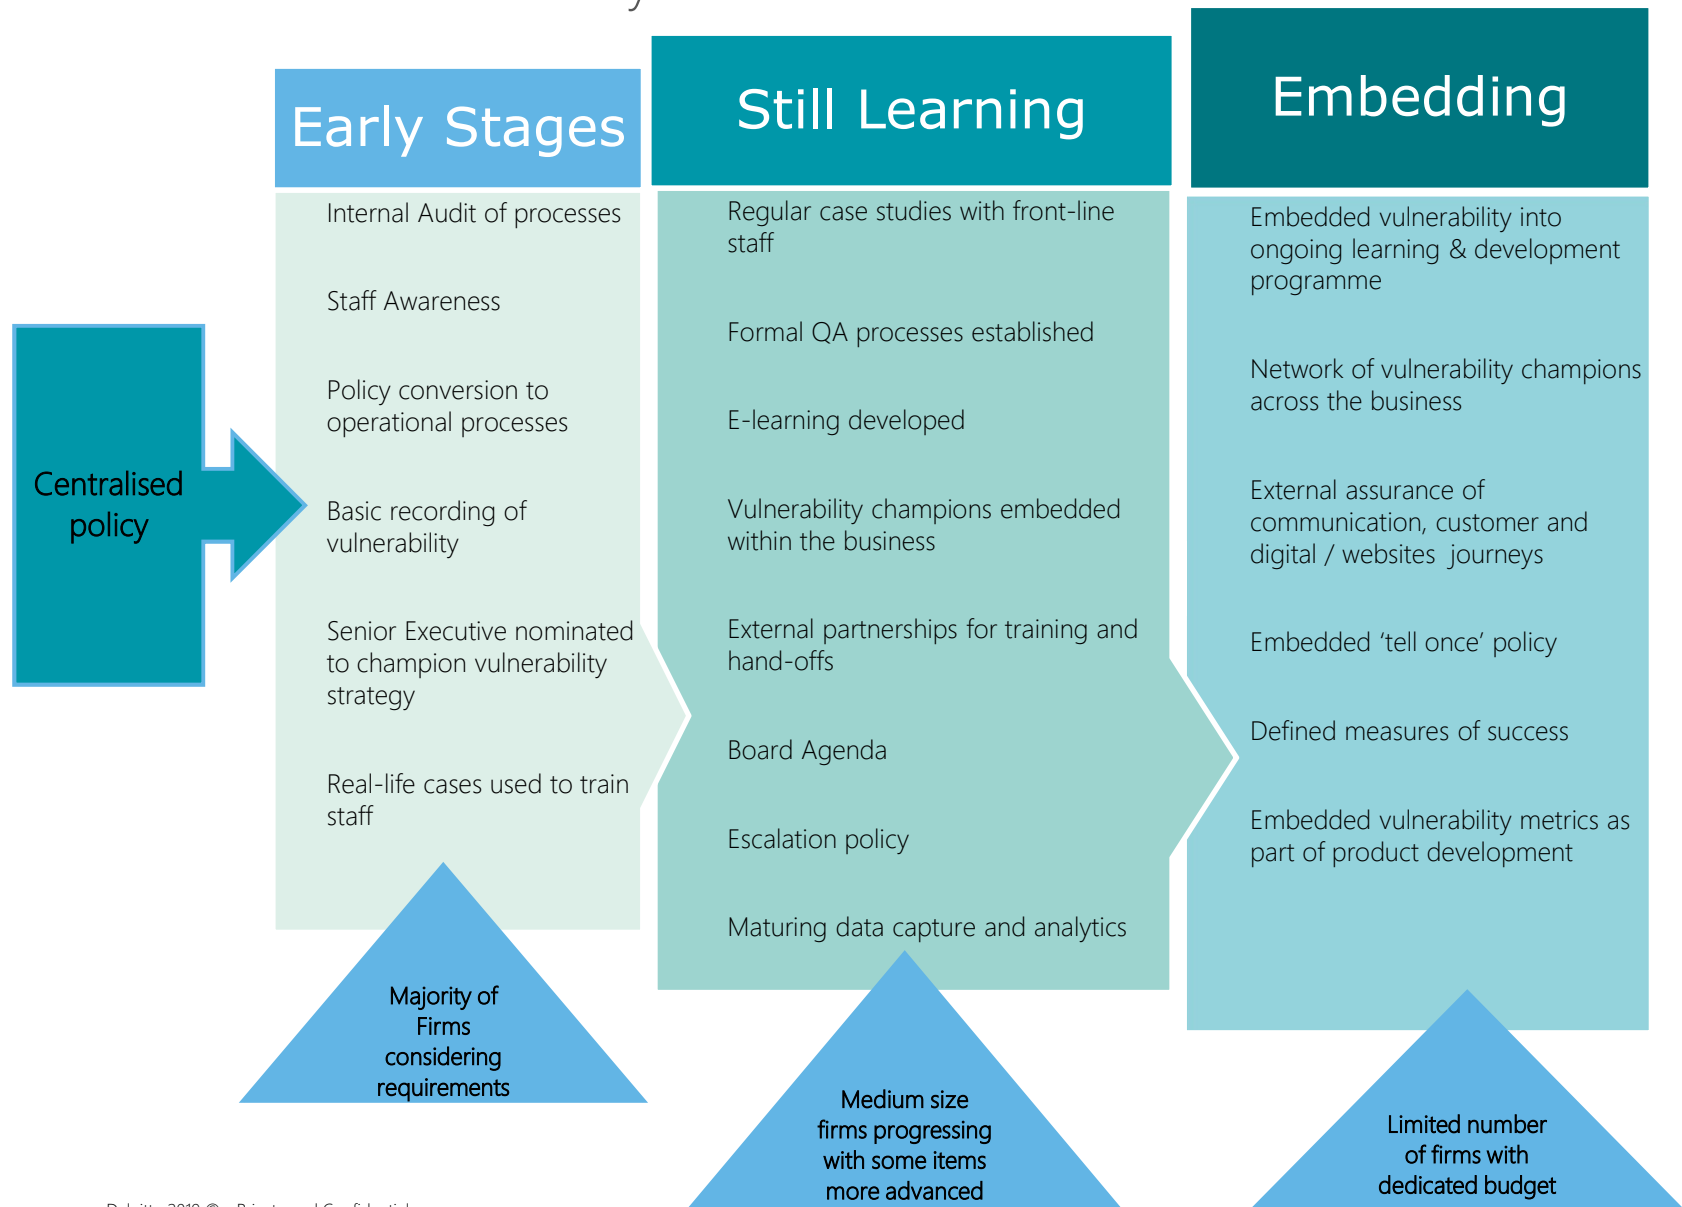 Early Stages
Still Learning
Embedding
Centralised
policy
Internal Audit of processes
Staff Awareness
Policy conversion to
operational processes
Basic recording of
vulnerability
Senior Executive nominated
to champion vulnerability
strategy
Real-life cases used to train
staff
Regular case studies with front-line
staff
Formal QA processes established
E-learning developed
Vulnerability champions embedded
within the business
External partnerships for training and
hand-offs
Board Agenda
Escalation policy
Maturing data capture and analytics
Embedded vulnerability into
ongoing learning & development
programme
Network of vulnerability champions
across the business
External assurance of
communication, customer and
digital / websites journeys
Embedded ‘tell once’ policy
Defined measures of success
Embedded vulnerability metrics as
part of product development
Majority of
Firms
considering
requirements
Medium size
firms progressing
with some items
more advanced
Limited number
of firms with
dedicated budget